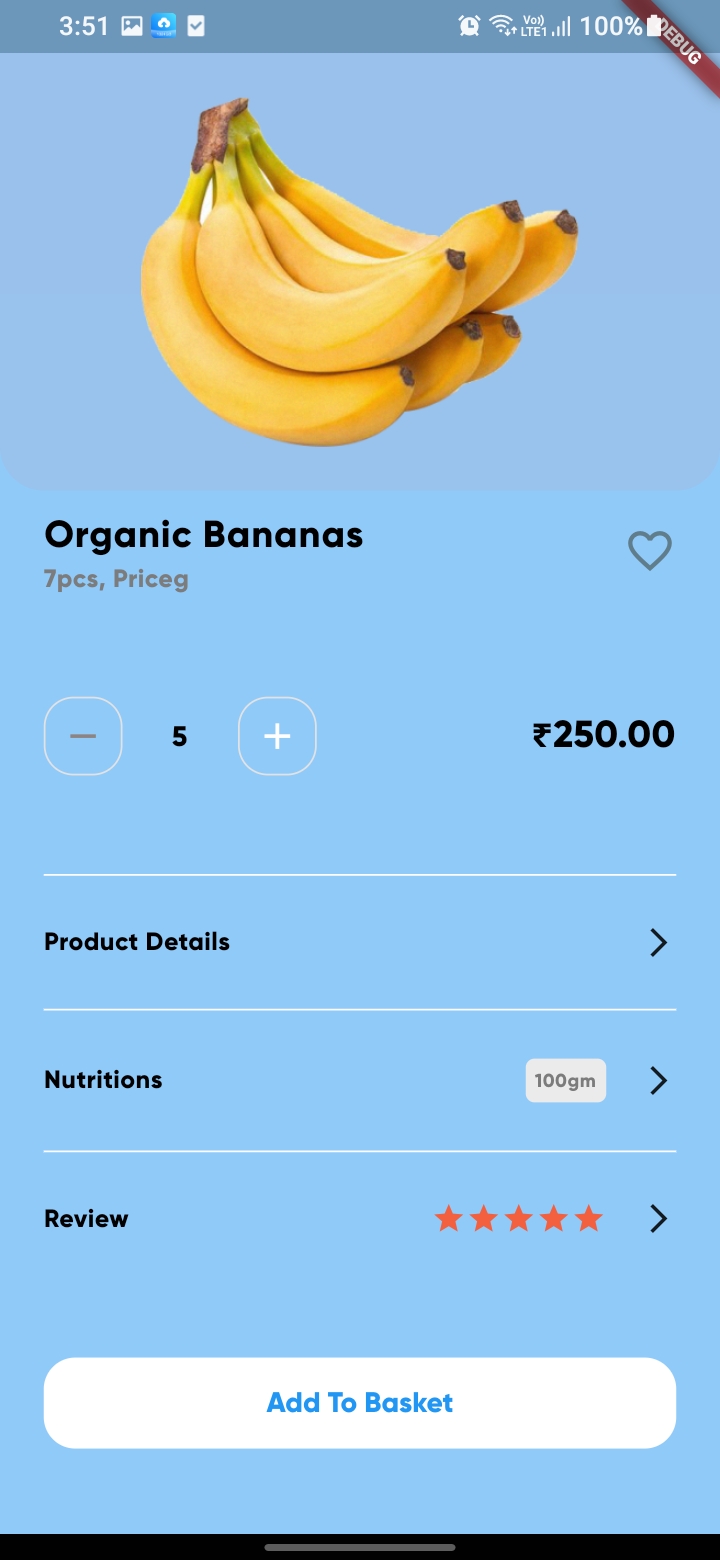 3:51
Vo)) LTE1 100%
DEBUG
Organic Bananas
7pcs, Priceg
5
₹250.00
Product Details
Nutritions 100gm
Review
Add To Basket